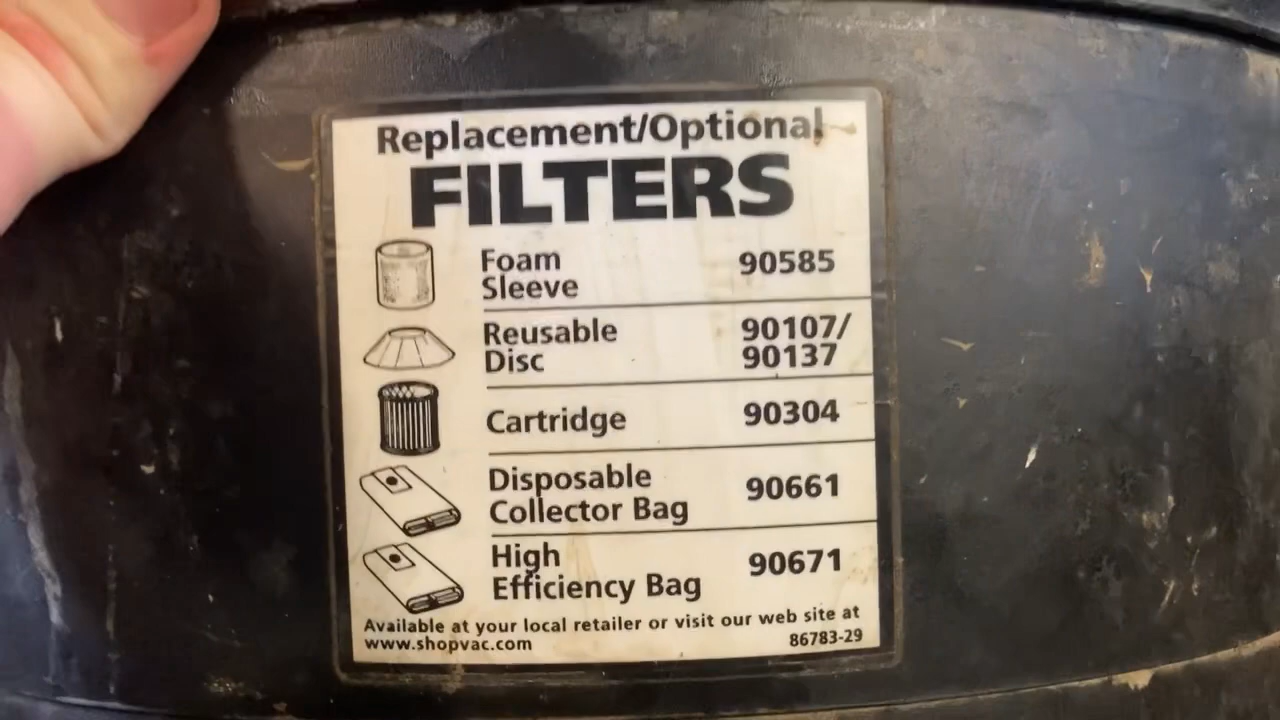 Replacement/Optional
FILTERS
Foam
Sleeve
90585
Reusable
Disc
90107/
90137
Cartridge
90304
Disposable
Collector Bag
90661
High
Efficiency Bag
90671
Available at your local retailer or visit our web site at
www.shopvac.com
86783-29